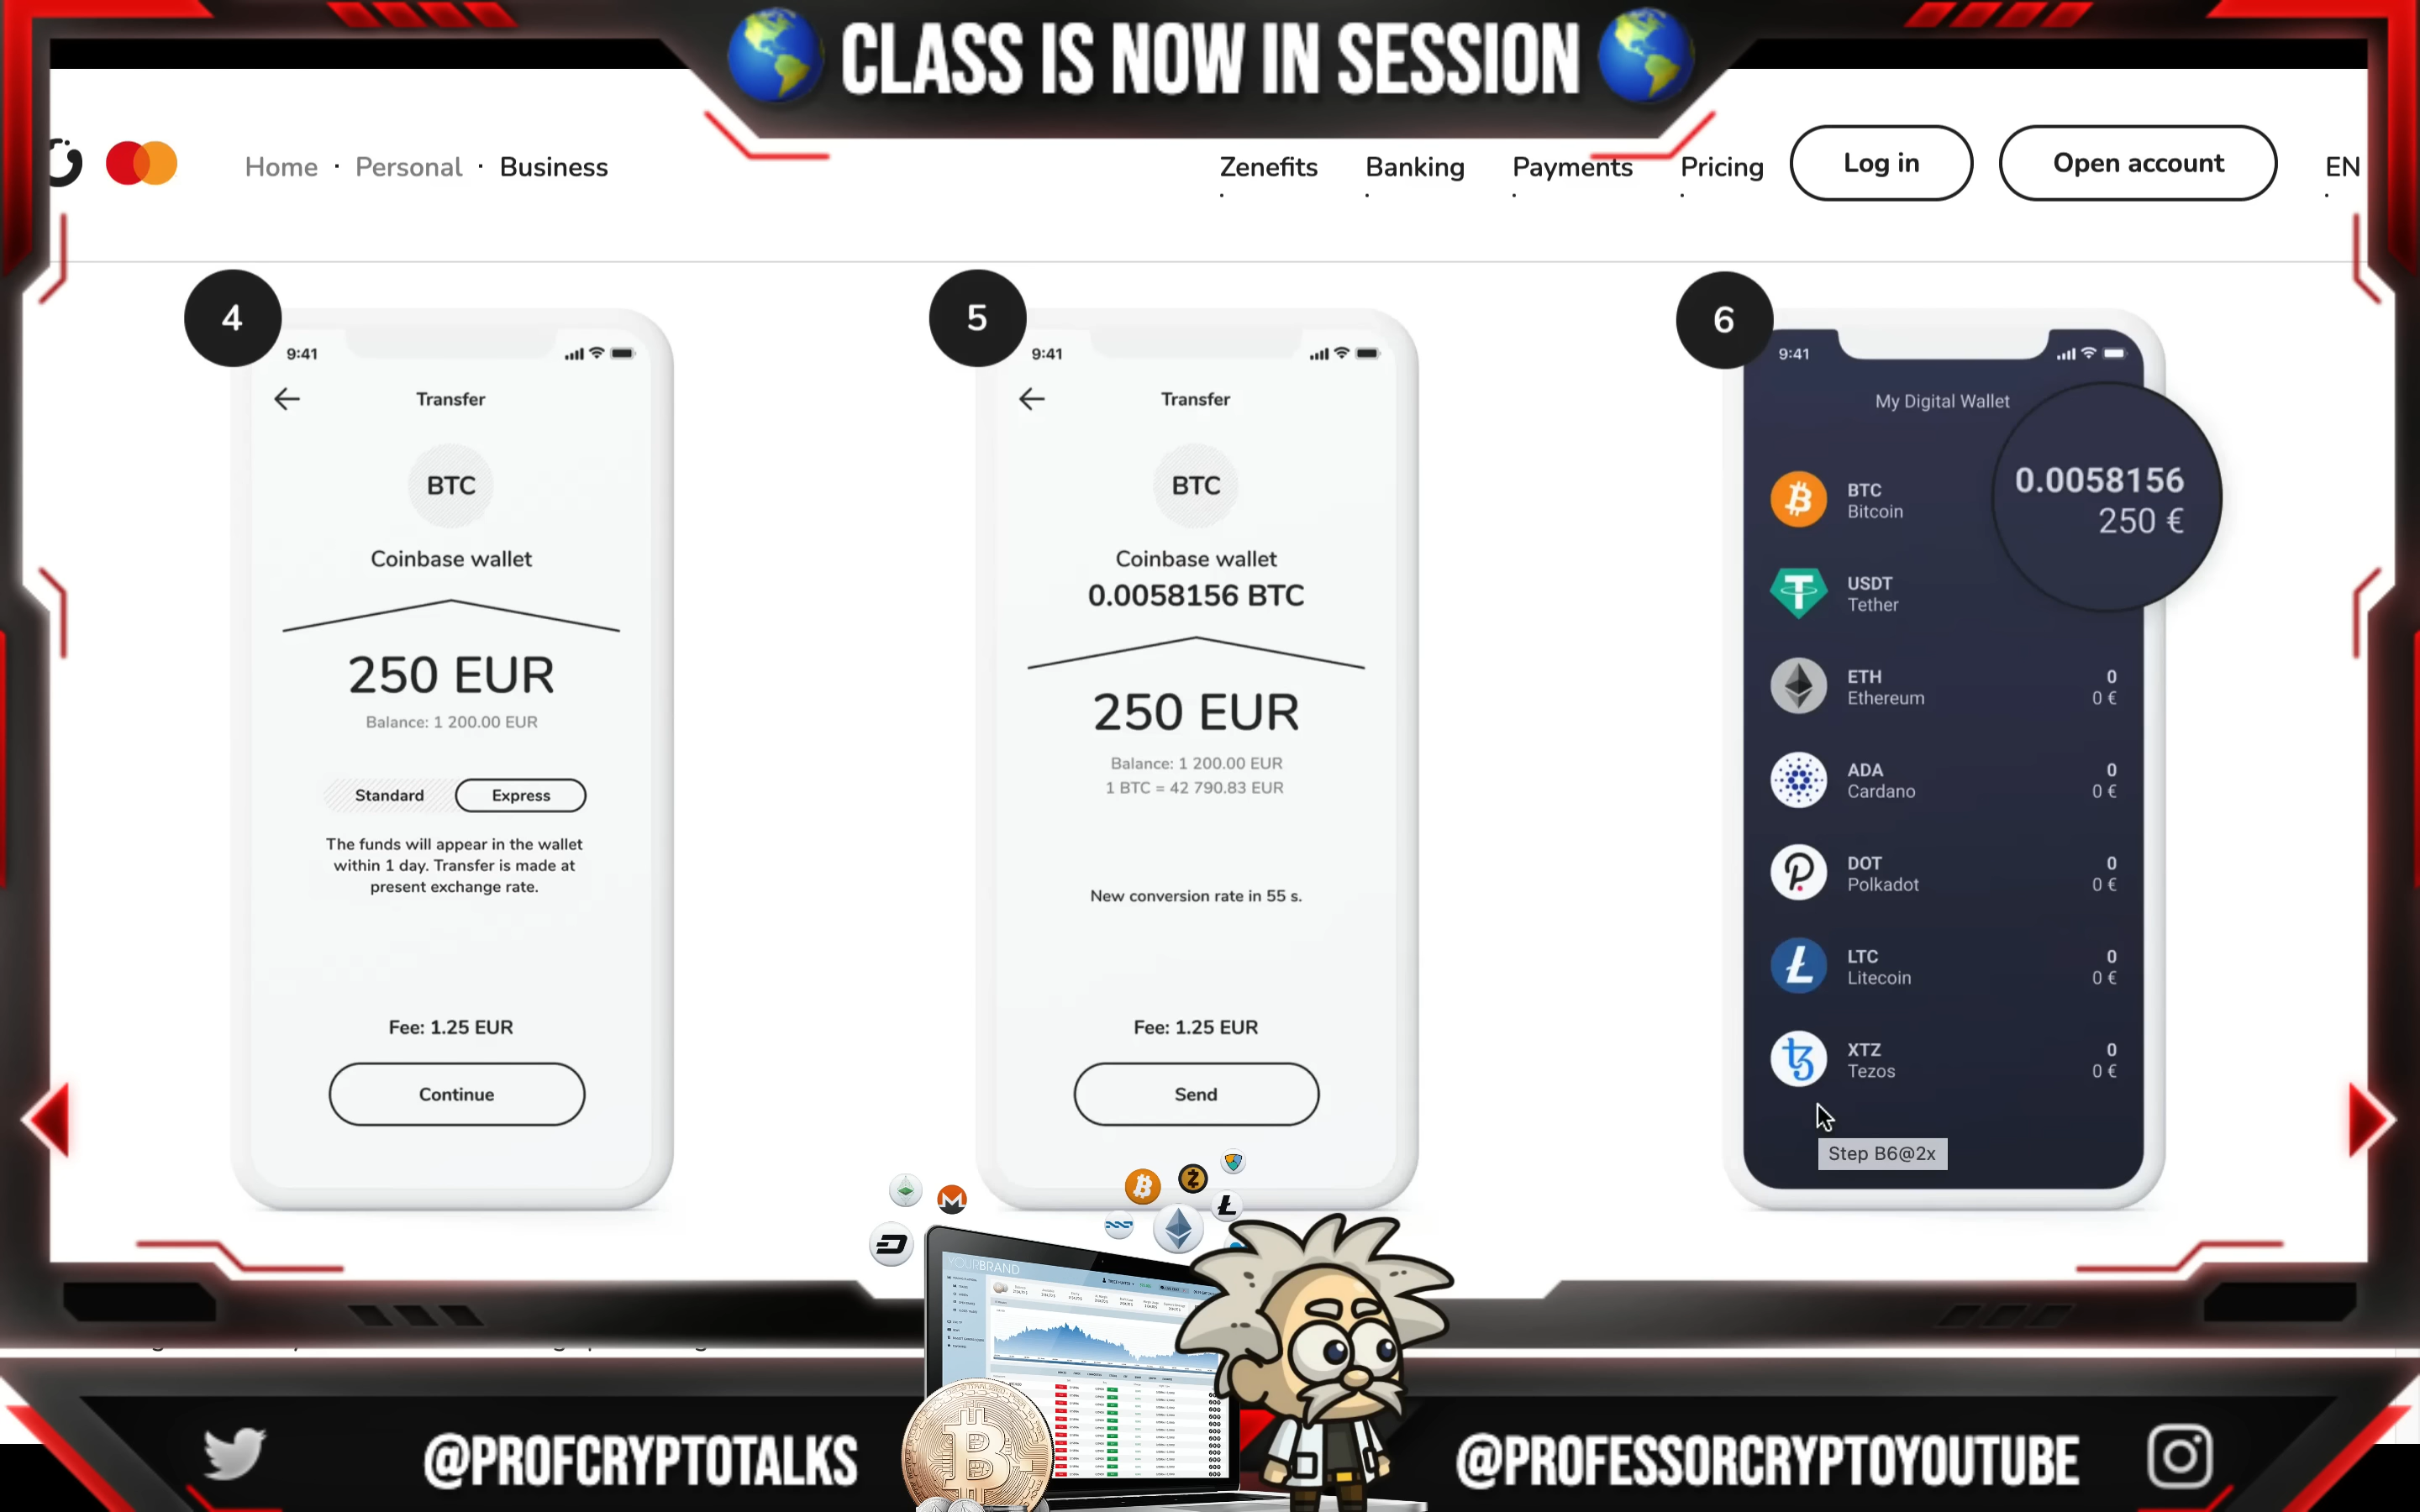 CLASS IS NOW IN SESSION
Home · Personal · Business
Zenefits
Banking
Payments
Pricing
Log in
Open account
EN
4
9:41
Transfer
BTC
Coinbase wallet
250 EUR
Balance: 1 200.00 EUR
Standard
Express
The funds will appear in the wallet
within 1 day. Transfer is made at
present exchange rate.
Fee: 1.25 EUR
Continue
5
9:41
Transfer
BTC
Coinbase wallet
0.0058156 BTC
250 EUR
Balance: 1 200.00 EUR
1 BTC = 42 790.83 EUR
New conversion rate in 55 s.
Fee: 1.25 EUR
Send
6
9:41
My Digital Wallet
BTC
Bitcoin
0.0058156
250 €
USDT
Tether
ETH
Ethereum
0
0 €
ADA
Cardano
0
0 €
DOT
Polkadot
0
0 €
LTC
Litecoin
0
0 €
XTZ
Tezos
0
0 €
Step B6@2x
YOURBRAND
@PROFCRYPTOTALKS
@PROFESSORCRYPTOYOUTUBE